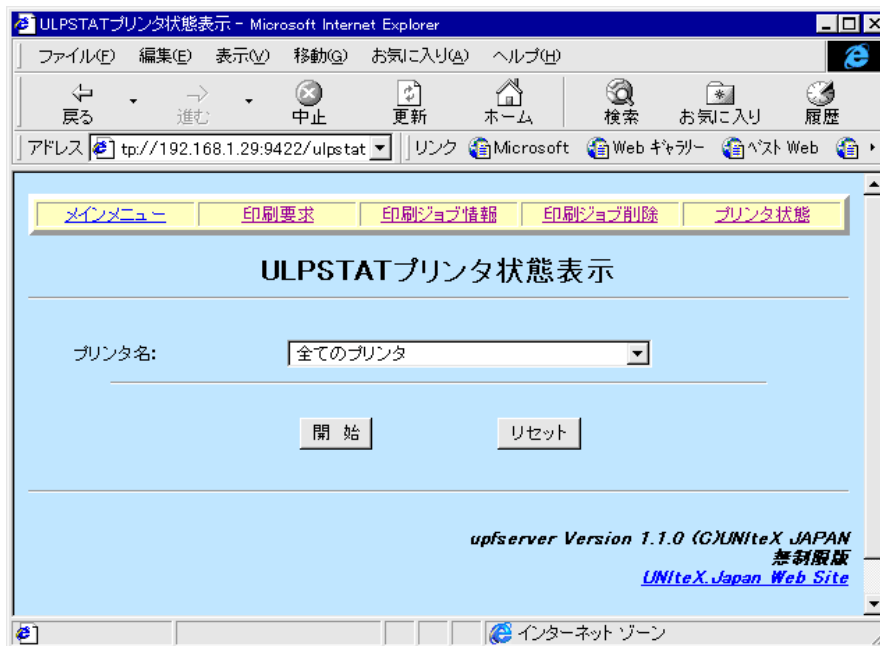 ULPSTATプリンタ状態表示 - Microsoft Internet Explorer
ファイル(F) 編集(E) 表示(V) 移動(G) お気に入り(A) ヘルプ(H)
戻る 進む 中止 更新 ホーム 検索 お気に入り 履歴
アドレス tp://192.168.1.29:9422/ulpstat リンク Microsoft Web ギャラリー ベスト Web
メインメニュー 印刷要求 印刷ジョブ情報 印刷ジョブ削除 プリンタ状態
ULPSTATプリンタ状態表示
プリンタ名: 全てのプリンタ
開 始 リセット
upfserver Version 1.1.0 (C)UNIteX JAPAN
無制限版
UNIteX.Japan Web Site
インターネット ゾーン